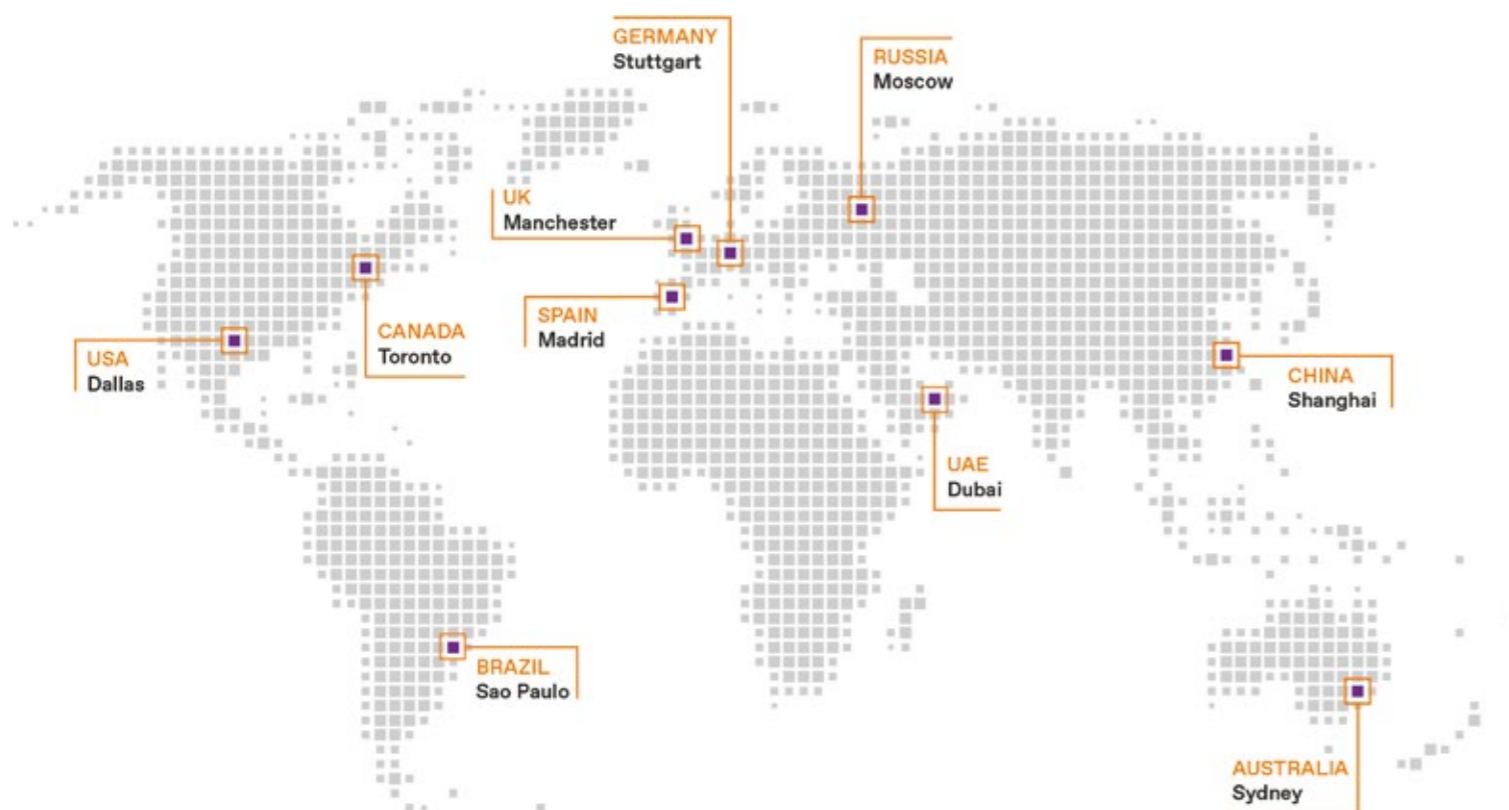 GERMANY
Stuttgart
RUSSIA
Moscow
UK
Manchester
SPAIN
Madrid
CANADA
Toronto
USA
Dallas
CHINA
Shanghai
UAE
Dubai
BRAZIL
Sao Paulo
AUSTRALIA
Sydney